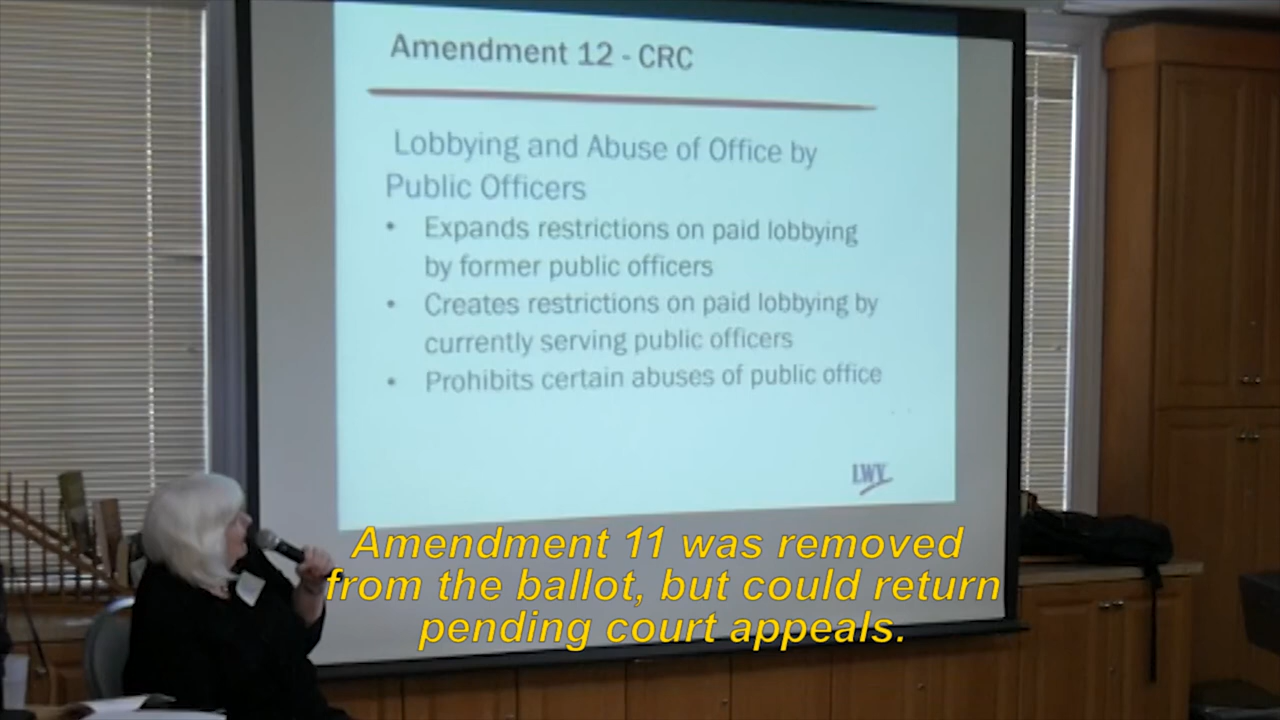 Amendment 12 - CRC
Lobbying and Abuse of Office by
Public Officers
• Expands restrictions on paid lobbying
by former public officers
• Creates restrictions on paid lobbying by
currently serving public officers
• Prohibits certain abuses of public office
LWV
Amendment 11 was removed
from the ballot, but could return
pending court appeals.